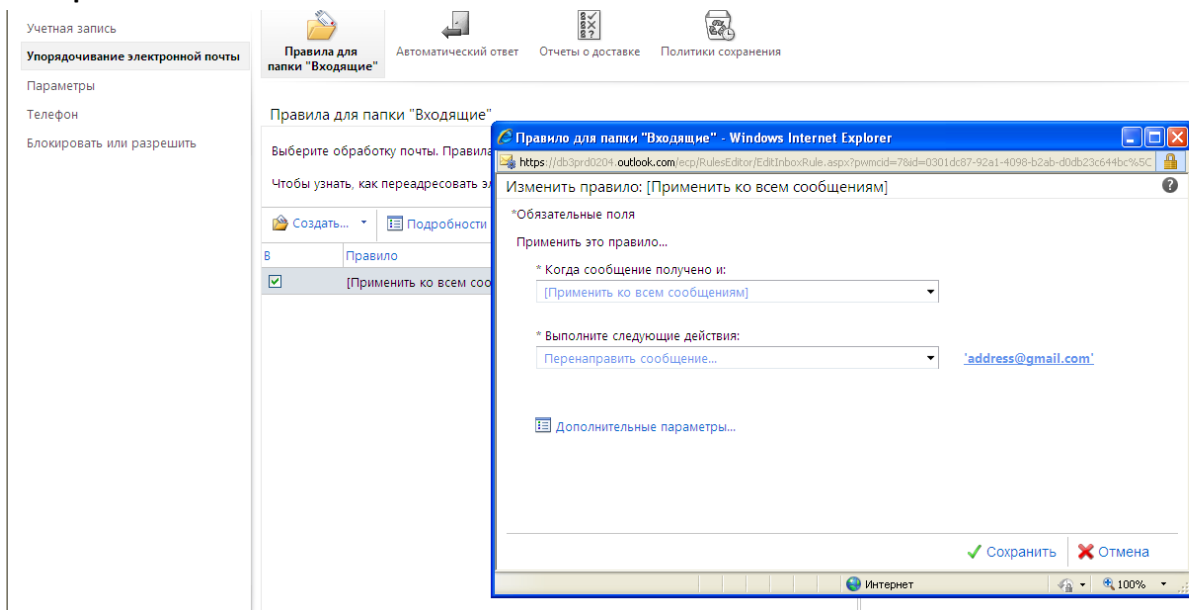 Учетная запись
Упорядочивание электронной почты
Параметры
Телефон
Блокировать или разрешить
Правила для
папки "Входящие"
Автоматический ответ
Отчеты о доставке
Политики сохранения
Правила для папки "Входящие"
Выберите обработку почты. Правила
Чтобы узнать, как переадресовать
Создать...
Подробности
В Правило
[Применить ко всем соо
Правило для папки "Входящие" - Windows Internet Explorer
https://db3prd0204.outlook.com/ecp/RulesEditor/EditInboxRule.aspx?pwmcid=7&id=0301dc87-92a1-4098-b2ab-d0db23c644bc%5C
Изменить правило: [Применить ко всем сообщениям]
*Обязательные поля
Применить это правило...
* Когда сообщение получено и:
[Применить ко всем сообщениям]
* Выполните следующие действия:
Перенаправить сообщение...
'address@gmail.com'
Дополнительные параметры...
Сохранить
Отмена
Интернет
100%